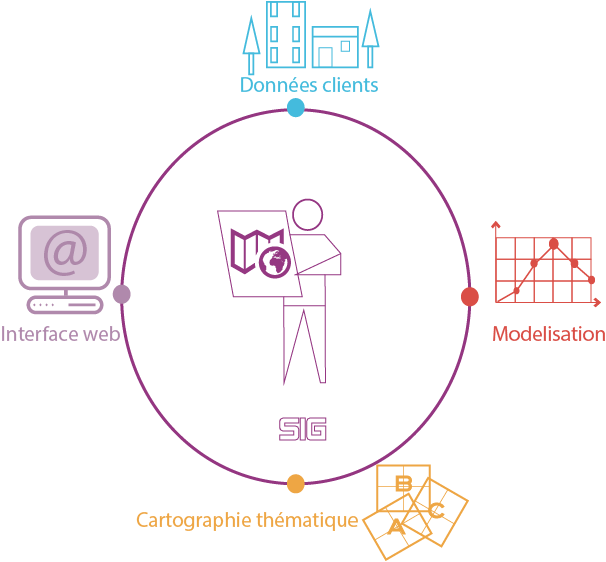 Données clients
@
Interface web
Modelisation
SIG
Cartographie thématique
B
C
A